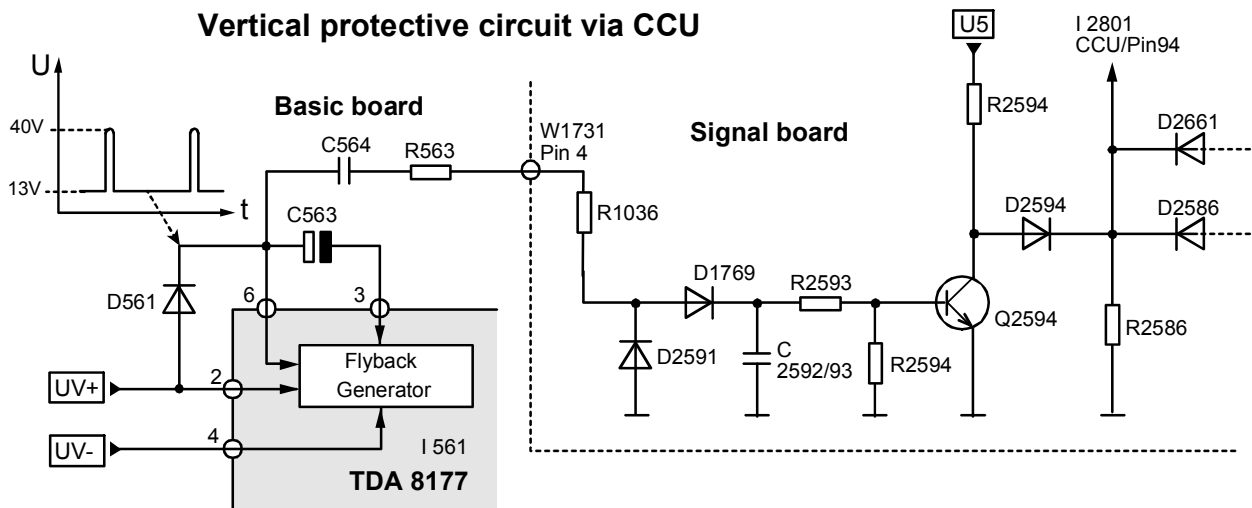 Vertical protective circuit via CCU
U5
I 2801
CCU/Pin94
U
40V
13V
t
Basic board
Signal board
C564
R563
W1731
Pin 4
R2594
D2661
C563
R1036
D2594
D2586
D561
6
3
D1769
R2593
Q2594
R2586
Flyback
Generator
D2591
C
2592/93
R2594
UV+
2
UV-
4
I 561
TDA 8177